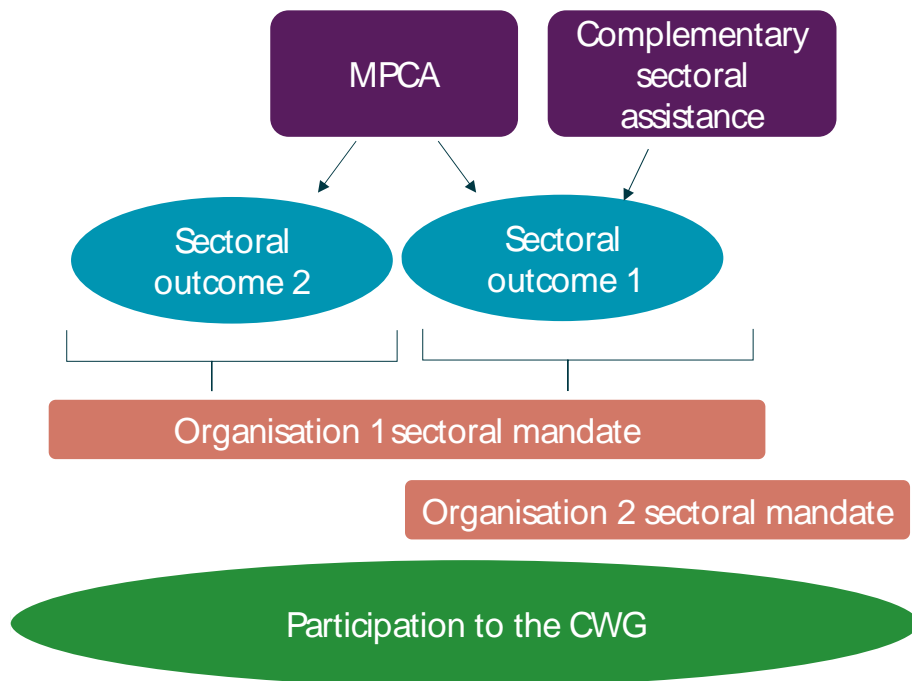 MPCA
Complementary
sectoral
assistance
Sectoral
outcome 2
Sectoral
outcome 1
Organisation 1 sectoral mandate
Organisation 2 sectoral mandate
Participation to the CWG